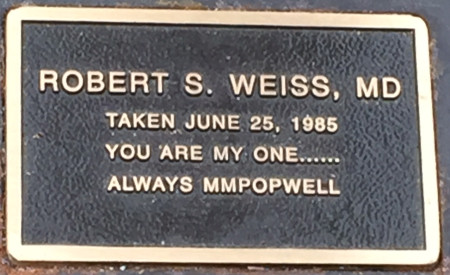 ROBERT S. WEISS, MD
TAKEN JUNE 25, 1985
YOU ARE MY ONE......
ALWAYS MMPOPWELL